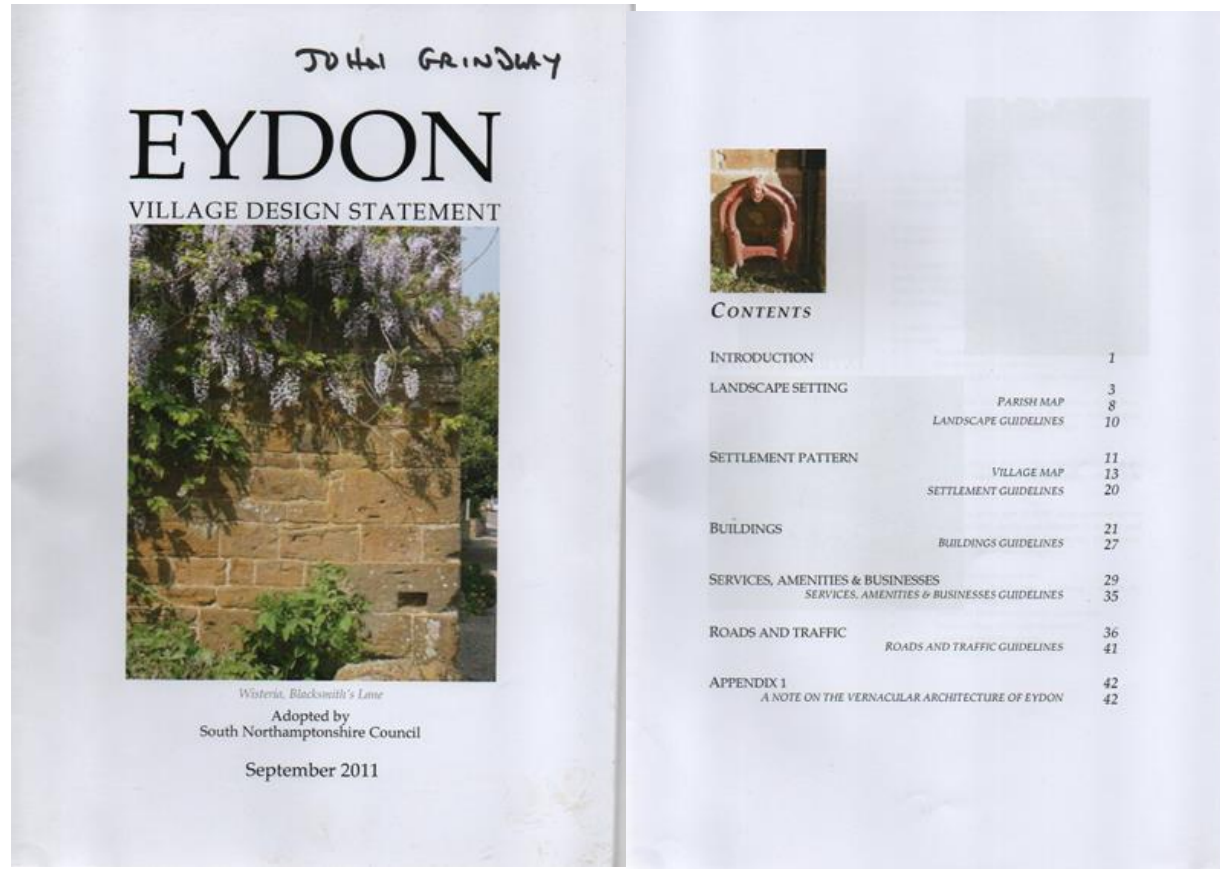 JOHN GRINDLAY
EYDON
VILLAGE DESIGN STATEMENT
Wisteria, Blacksmith's Lane
Adopted by
South Northamptonshire Council
September 2011
CONTENTS
INTRODUCTION 1
LANDSCAPE SETTING 3
PARISH MAP 8
LANDSCAPE GUIDELINES 10
SETTLEMENT PATTERN 11
VILLAGE MAP 13
SETTLEMENT GUIDELINES 20
BUILDINGS 21
BUILDINGS GUIDELINES 27
SERVICES, AMENITIES & BUSINESSES 29
SERVICES, AMENITIES & BUSINESSES GUIDELINES 35
ROADS AND TRAFFIC 36
ROADS AND TRAFFIC GUIDELINES 41
APPENDIX 1 42
A NOTE ON THE VERNACULAR ARCHITECTURE OF EYDON 42